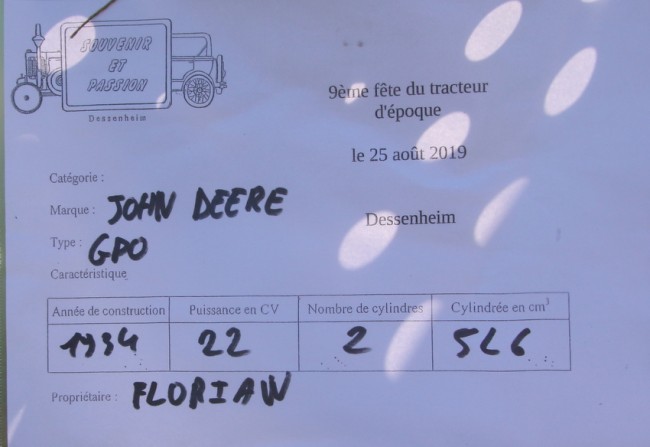 SOUVENIR
ET
PASSION
Dessenheim
9ème fête du tracteur
d'époque
le 25 août 2019
Dessenheim
Catégorie :
Marque : JOHN DEERE
Type : GPO
Caractéristique
Année de construction Puissance en CV Nombre de cylindres Cylindrée en cm³
1934 22 2 5L6
Propriétaire : FLORIAN